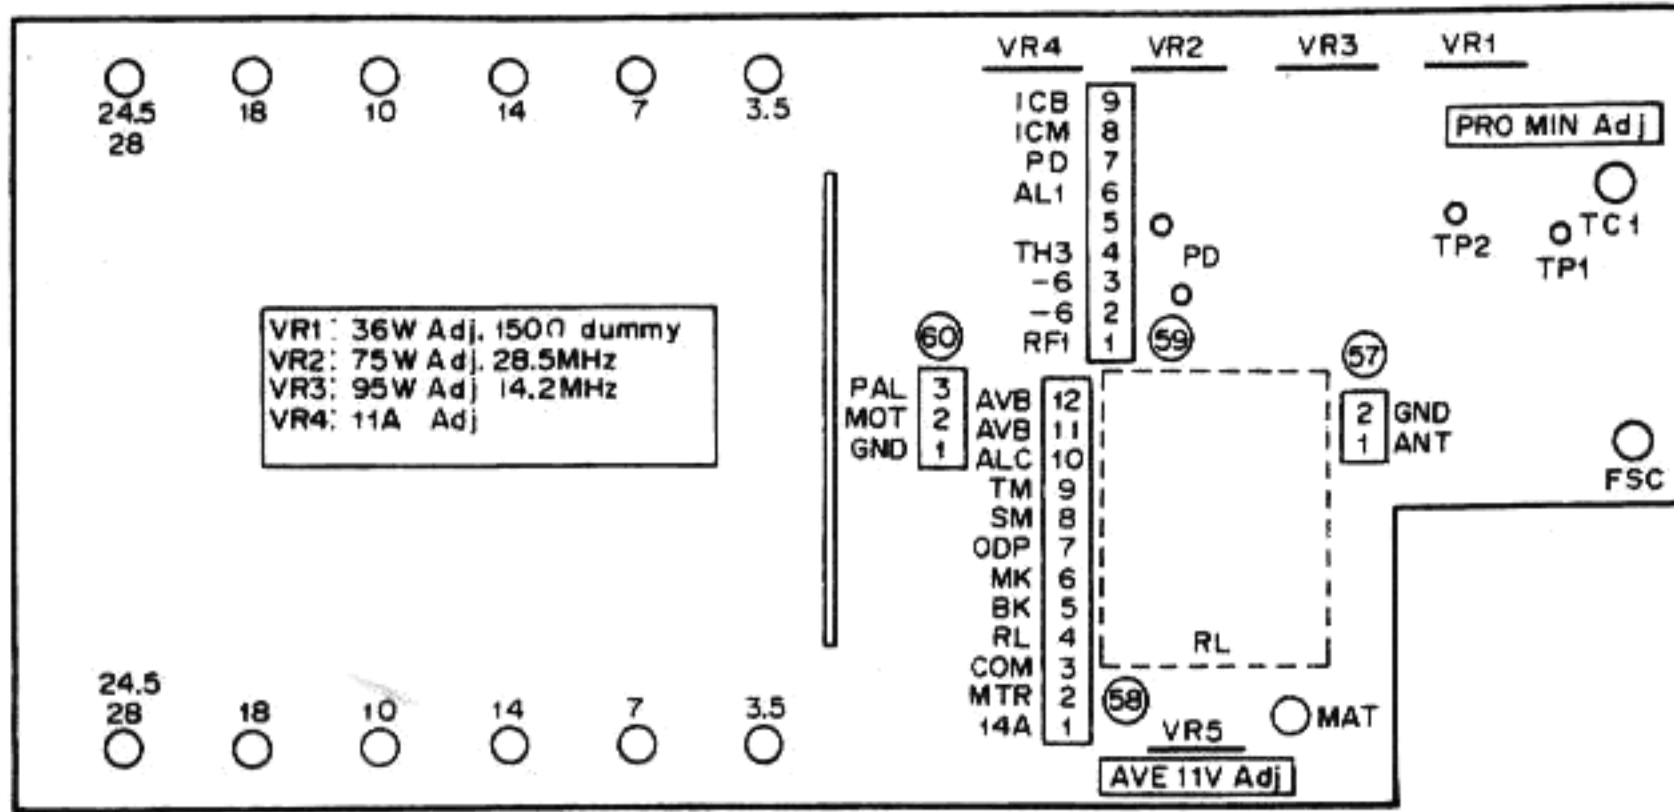 VR4 VR2 VR3 VR1
24.5 18 10 14 7 3.5
28
PRO MIN Adj
ICB 9
ICM 8
PD 7
AL1 6
5
TH3 4
-6 3
-6 2
RF1 1
PD
TP2
TP1
TC1
VR1: 36W Adj. 150Ω dummy
VR2: 75W Adj. 28.5MHz
VR3: 95W Adj 14.2MHz
VR4: 11A Adj
60
59
57
PAL 3
MOT 2
GND 1
AVB 12
AVB 11
ALC 10
TM 9
SM 8
ODP 7
MK 6
BK 5
RL 4
COM 3
MTR 2
14A 1
2 GND
1 ANT
FSC
RL
58
MAT
VR5
AVE 11V Adj
24.5
28 18 10 14 7 3.5